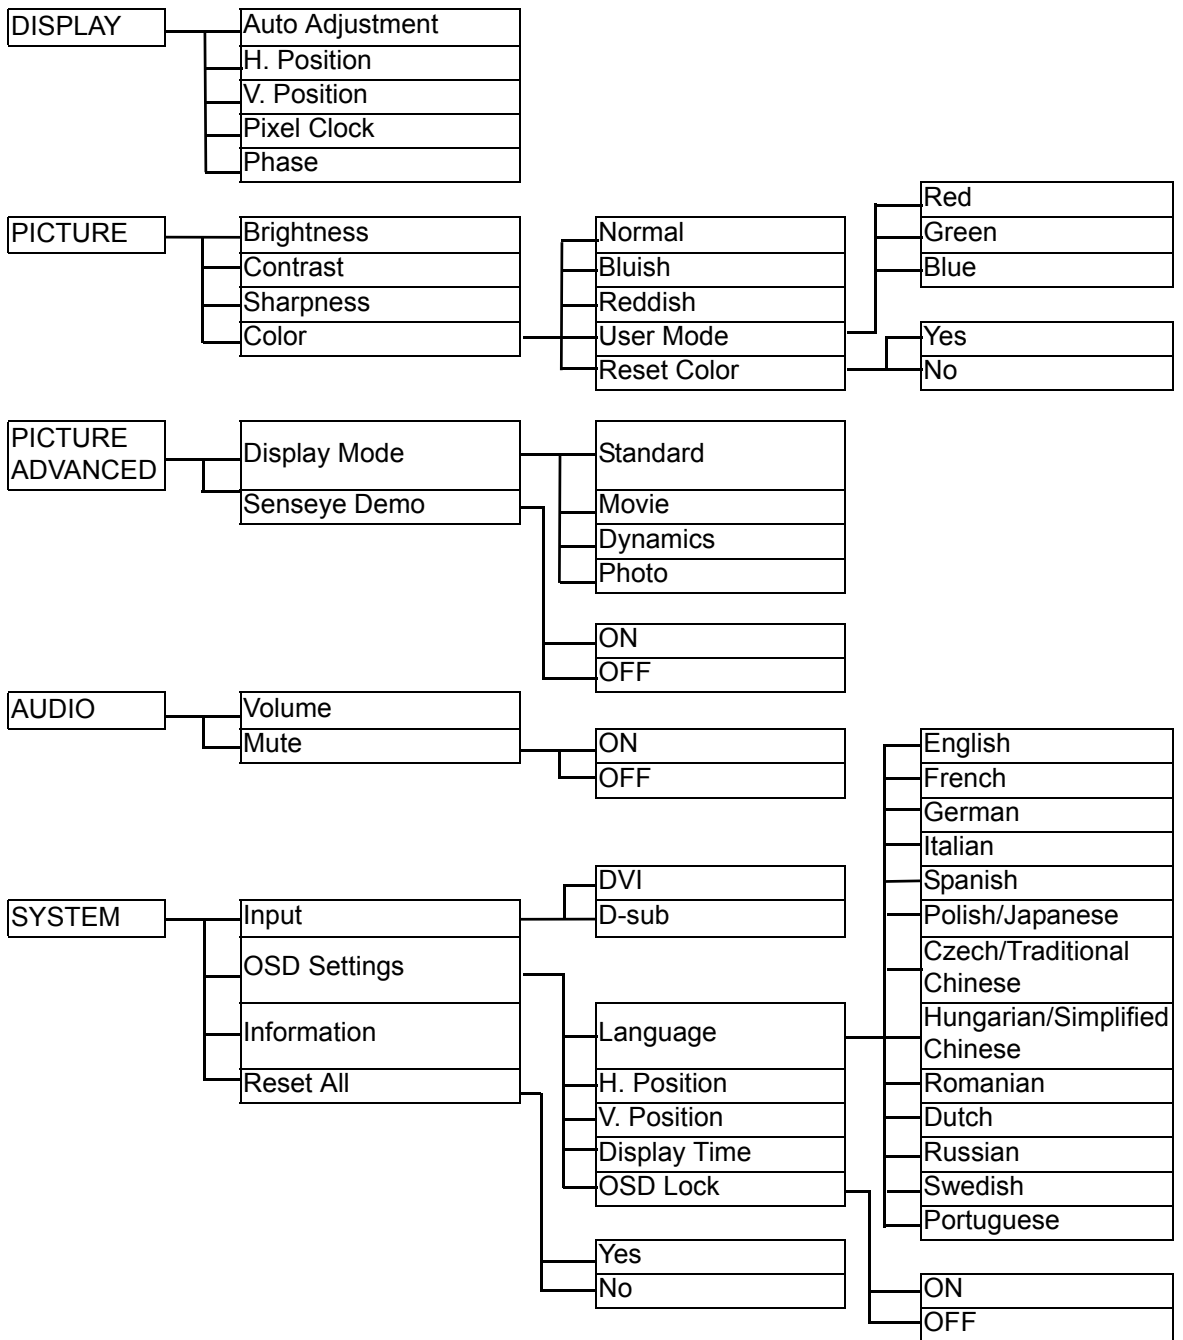 DISPLAY
Auto Adjustment
H. Position
V. Position
Pixel Clock
Phase
PICTURE
Brightness
Contrast
Sharpness
Color
Normal
Bluish
Reddish
User Mode
Reset Color
Red
Green
Blue
Yes
No
PICTURE
ADVANCED
Display Mode
Senseye Demo
Standard
Movie
Dynamics
Photo
ON
OFF
AUDIO
Volume
Mute
ON
OFF
SYSTEM
Input
OSD Settings
Information
Reset All
DVI
D-sub
Language
H. Position
V. Position
Display Time
OSD Lock
Yes
No
English
French
German
Italian
Spanish
Polish/Japanese
Czech/Traditional
Chinese
Hungarian/Simplified
Chinese
Romanian
Dutch
Russian
Swedish
Portuguese
ON
OFF